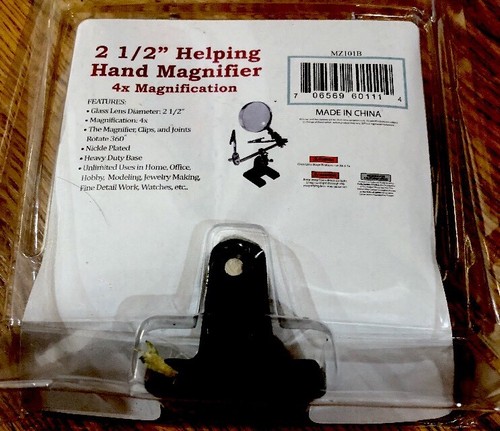 2 1/2” Helping
Hand Magnifier
4x Magnification
FEATURES:
• Glass Lens Diameter: 2 1/2"
• Magnification: 4x
• The Magnifier, Clips, and Joints
Rotate 360°
• Nickle Plated
• Heavy Duty Base
• Unlimited Uses in Home, Office,
Hobby, Modeling, Jewelry Making,
Fine Detail Work, Watches, etc..
MZ101B
7 06569 60111 4
MADE IN CHINA